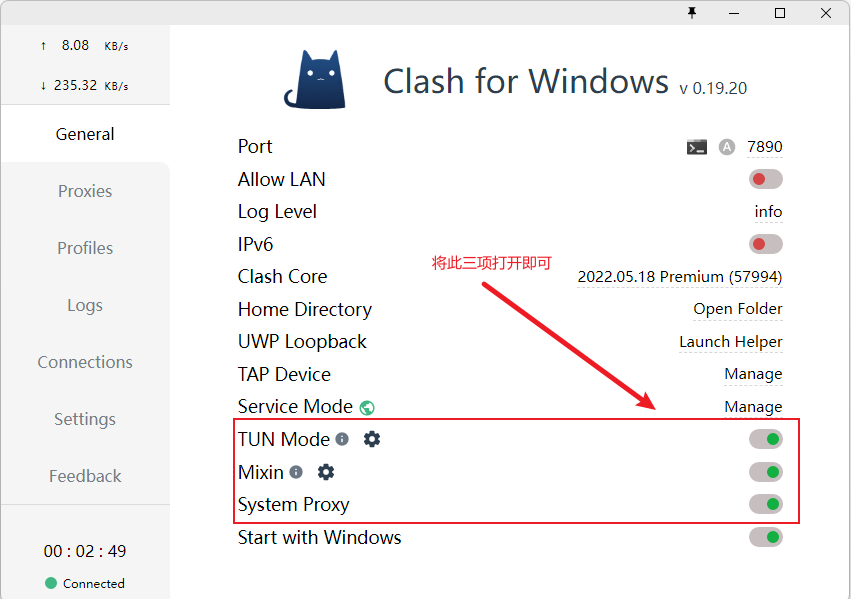 ↑ 8.08 KB/s
↓ 235.32 KB/s
General
Proxies
Profiles
Logs
Connections
Settings
Feedback
00 : 02 : 49
Connected
Clash for Windows v 0.19.20
Port A 7890
Allow LAN
Log Level info
IPv6
将此三项打开即可
Clash Core 2022.05.18 Premium (57994)
Home Directory Open Folder
UWP Loopback Launch Helper
TAP Device Manage
Service Mode Manage
TUN Mode
Mixin
System Proxy
Start with Windows